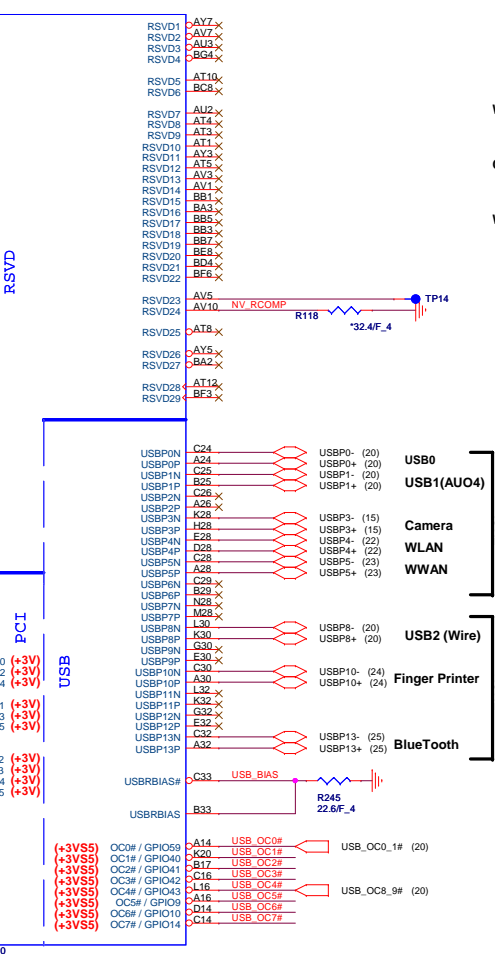 RSVD1 AY7
RSVD2 AV7
RSVD3 AU3
RSVD4 BG4
RSVD5 AT10
RSVD6 BC8
RSVD7 AU2
RSVD8 AT4
RSVD9 AT3
RSVD10 AT1
RSVD11 AY3
RSVD12 AT5
RSVD13 AV3
RSVD14 AV1
RSVD15 BB1
RSVD16 BA3
RSVD17 BB5
RSVD18 BB3
RSVD19 BB7
RSVD20 BE8
RSVD21 BD4
RSVD22 BF6
RSVD
RSVD23 AV5 TP14
RSVD24 AV10 NV_RCOMP
R118
*32.4/F_4
RSVD25 AT8
RSVD26 AY5
RSVD27 BA2
RSVD28 AT12
RSVD29 BF3
USBP0N C24 USBP0- (20)
USBP0P A24 USBP0+ (20) USB0
USBP1N C25 USBP1- (20)
USBP1P B25 USBP1+ (20) USB1(AUO4)
USBP2N C26
USBP2P A26
USBP3N K28 USBP3- (15)
USBP3P H28 USBP3+ (15) Camera
USBP4N E28 USBP4- (22)
USBP4P D28 USBP4+ (22) WLAN
USBP5N C28 USBP5- (23)
USBP5P A28 USBP5+ (23) WWAN
USBP6N C29
USBP6P B29
USBP7N N28
USBP7P M28
USBP8N L30 USBP8- (20)
USBP8P K30 USBP8+ (20) USB2 (Wire)
USBP9N G30
USBP9P E30
USBP10N C30 USBP10- (24)
USBP10P A30 USBP10+ (24) Finger Printer
USBP11N L32
USBP11P K32
USBP12N G32
USBP12P E32
USBP13N C32 USBP13- (25)
USBP13P A32 USBP13+ (25) BlueTooth
PCI
USB
0 (+3V)
2 (+3V)
4 (+3V)
1 (+3V)
3 (+3V)
5 (+3V)
2 (+3V)
3 (+3V)
4 (+3V)
5 (+3V)
USBRBIAS# C33 USB_BIAS
R245
22.6/F_4
USBRBIAS B33
(+3VS5) OC0# / GPIO59 A14 USB_OC0# USB_OC0_1# (20)
(+3VS5) OC1# / GPIO40 K20 USB_OC1#
(+3VS5) OC2# / GPIO41 B17 USB_OC2#
(+3VS5) OC3# / GPIO42 C16 USB_OC3#
(+3VS5) OC4# / GPIO43 L16 USB_OC4# USB_OC8_9# (20)
(+3VS5) OC5# / GPIO9 A16 USB_OC5#
(+3VS5) OC6# / GPIO10 D14 USB_OC6#
(+3VS5) OC7# / GPIO14 C14 USB_OC7#
0